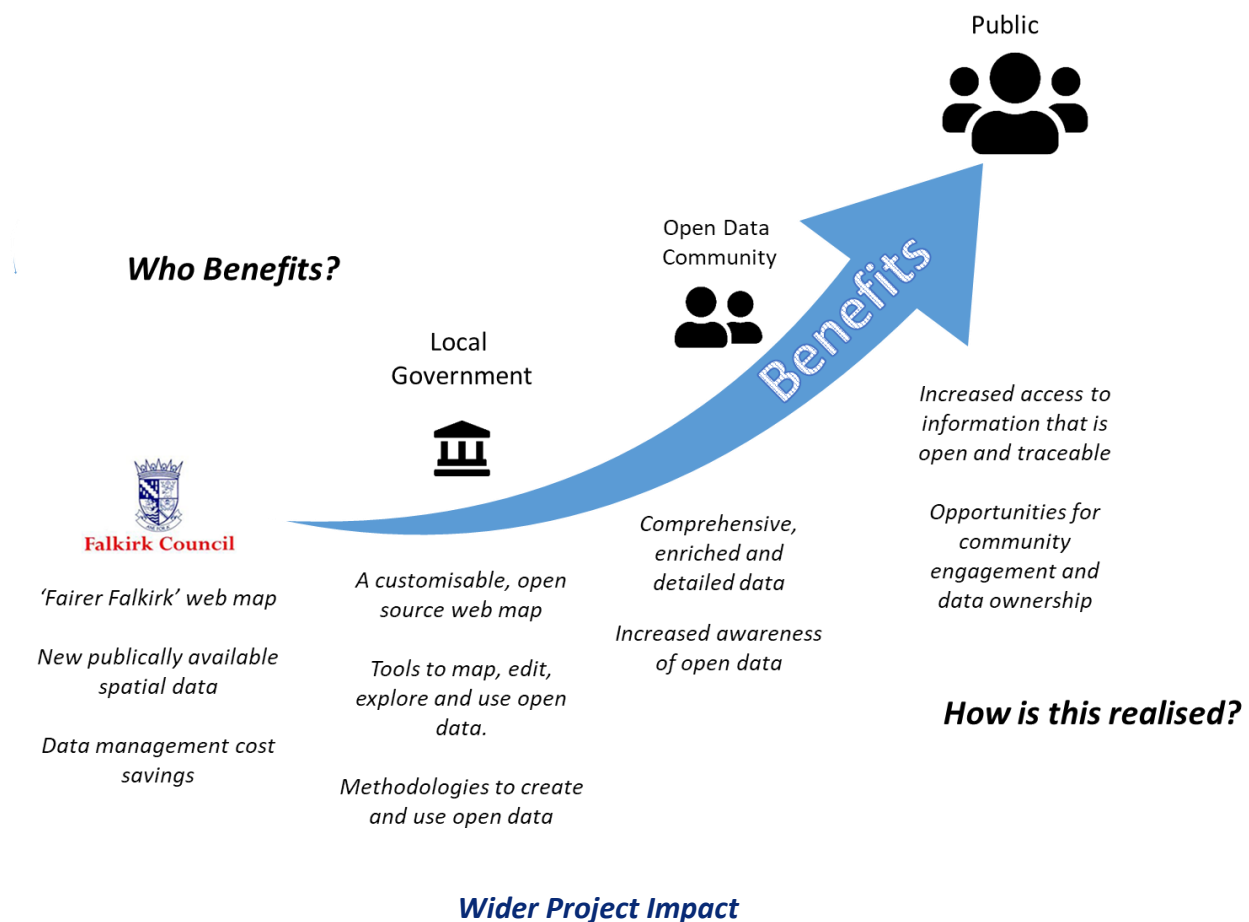 Public
Open Data
Community
Who Benefits?
Benefits
Local
Government
Falkirk Council
‘Fairer Falkirk’ web map
New publically available
spatial data
Data management cost
savings
A customisable, open
source web map
Tools to map, edit,
explore and use open
data.
Methodologies to create
and use open data
Comprehensive,
enriched and
detailed data
Increased awareness
of open data
Increased access to
information that is
open and traceable
Opportunities for
community
engagement and
data ownership
How is this realised?
Wider Project Impact